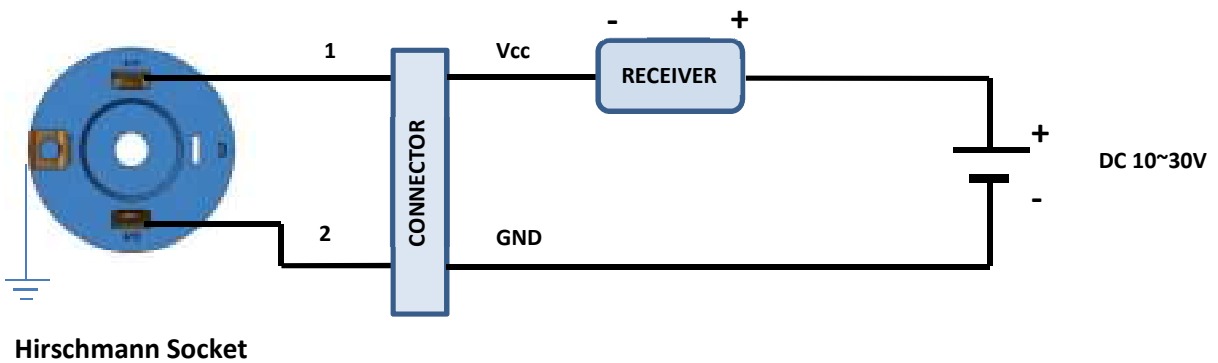 - +
1 Vcc RECEIVER
CONNECTOR
+
DC 10~30V
-
2 GND
Hirschmann Socket